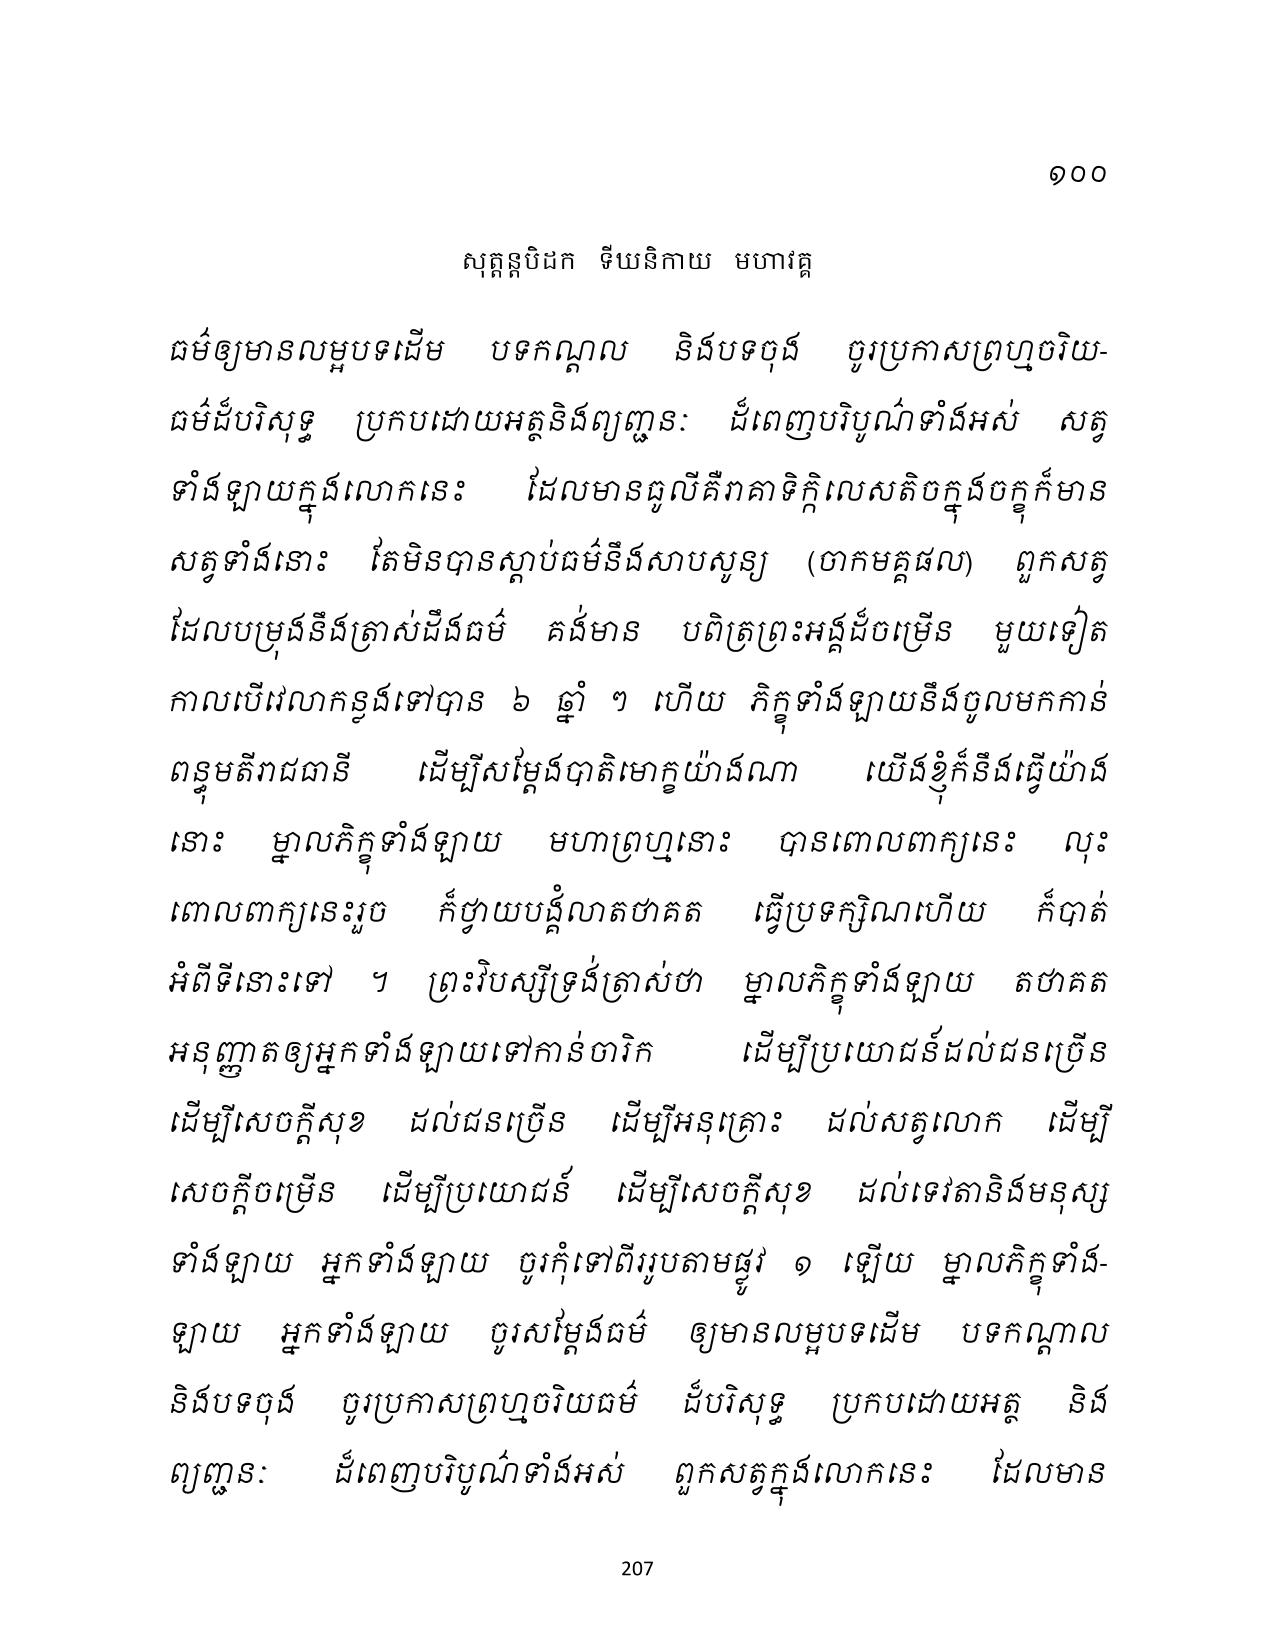 ១០០
សុត្តន្តបិដក ទីឃនិកាយ មហាវគ្គ
ធម៌ឲ្យមានលម្អបទដើម បទកណ្តល និងបទចុង ចូរប្រកាសព្រហ្មចរិយ-
ធម៌ដ៏បរិសុទ្ធ ប្រកបដោយអត្ថនិងព្យញ្ជនៈ ដ៏ពេញបរិបូណ៌ទាំងអស់ សត្វ
ទាំងឡាយក្នុងលោកនេះ ដែលមានធូលីគឺរាគាទិក្កិលេសតិចក្នុងចក្ខុក៏មាន
សត្វទាំងនោះ តែមិនបានស្តាប់ធម៌នឹងសាបសូន្យ (ចាកមគ្គផល) ពួកសត្វ
ដែលបម្រុងនឹងត្រាស់ដឹងធម៌ គង់មាន បពិត្រព្រះអង្គដ៏ចម្រើន មួយទៀត
កាលបើវេលាកន្លងទៅបាន ៦ ឆ្នាំ ៗ ហើយ ភិក្ខុទាំងឡាយនឹងចូលមកកាន់
ពន្ធុមតីរាជធានី ដើម្បីសម្តែងបាតិមោក្ខយ៉ាងណា យើងខ្ញុំក៏នឹងធ្វើយ៉ាង
នោះ ម្នាលភិក្ខុទាំងឡាយ មហាព្រហ្មនោះ បានពោលពាក្យនេះ លុះ
ពោលពាក្យនេះរួច ក៏ថ្វាយបង្គំលាតថាគត ធ្វើប្រទក្សិណហើយ ក៏បាត់
អំពីទីនោះទៅ ។ ព្រះវិបស្សីទ្រង់ត្រាស់ថា ម្នាលភិក្ខុទាំងឡាយ តថាគត
អនុញ្ញាតឲ្យអ្នកទាំងឡាយទៅកាន់ចារិក ដើម្បីប្រយោជន៍ដល់ជនច្រើន
ដើម្បីសេចក្តីសុខ ដល់ជនច្រើន ដើម្បីអនុគ្រោះ ដល់សត្វលោក ដើម្បី
សេចក្តីចម្រើន ដើម្បីប្រយោជន៍ ដើម្បីសេចក្តីសុខ ដល់ទេវតានិងមនុស្ស
ទាំងឡាយ អ្នកទាំងឡាយ ចូរកុំទៅពីររូបតាមផ្លូវ ១ ឡើយ ម្នាលភិក្ខុទាំង-
ឡាយ អ្នកទាំងឡាយ ចូរសម្តែងធម៌ ឲ្យមានលម្អបទដើម បទកណ្តាល
និងបទចុង ចូរប្រកាសព្រហ្មចរិយធម៌ ដ៏បរិសុទ្ធ ប្រកបដោយអត្ថ និង
ព្យញ្ជនៈ ដ៏ពេញបរិបូណ៌ទាំងអស់ ពួកសត្វក្នុងលោកនេះ ដែលមាន
207